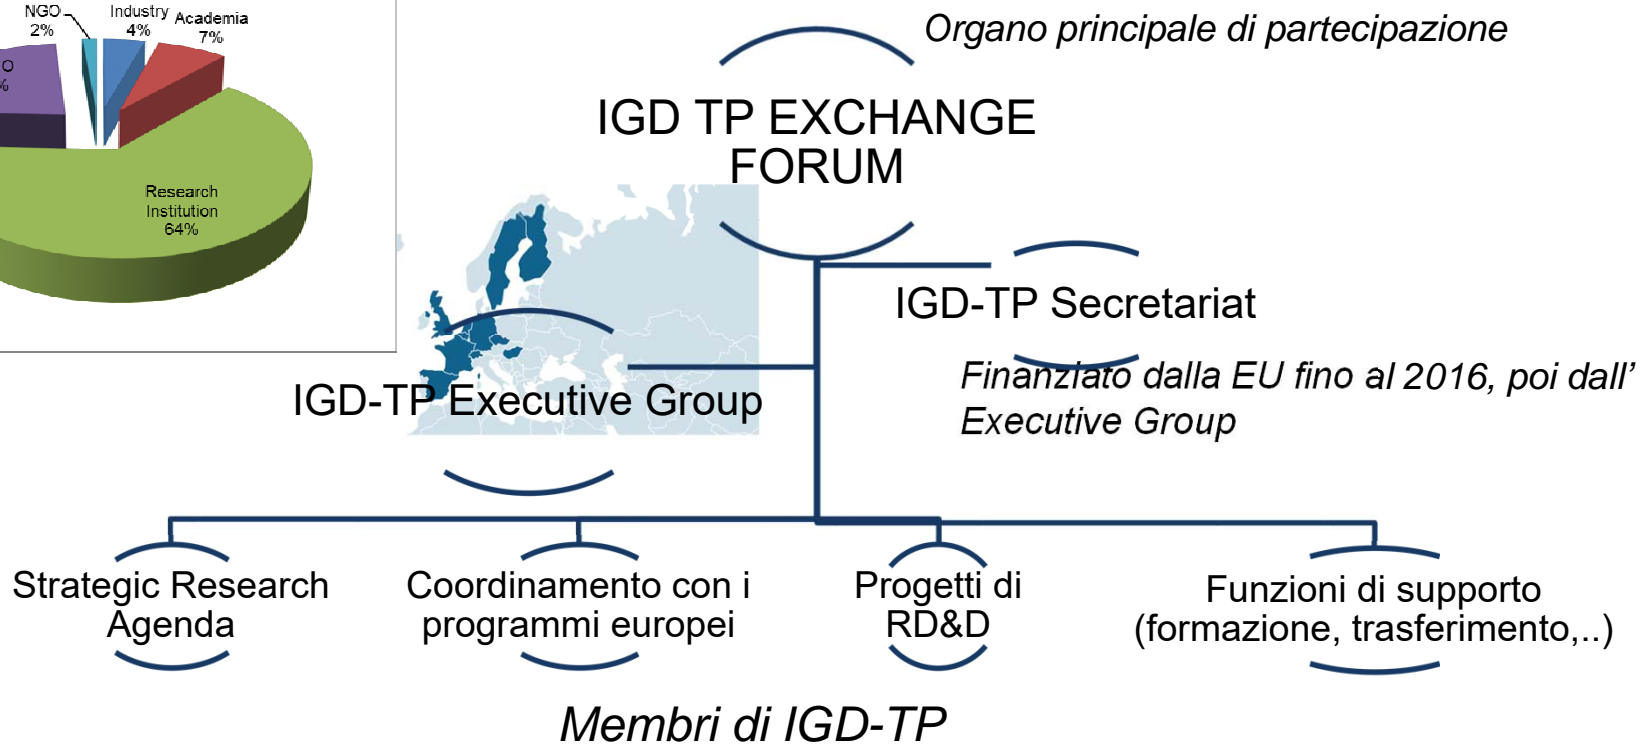 NGO
2%
Industry
4%
Academia
7%
O
%
Research
Institution
64%
Organo principale di partecipazione
IGD TP EXCHANGE
FORUM
IGD-TP Secretariat
Finanziato dalla EU fino al 2016, poi dall’
Executive Group
IGD-TP Executive Group
Strategic Research
Agenda
Coordinamento con i
programmi europei
Progetti di
RD&D
Funzioni di supporto
(formazione, trasferimento,..)
Membri di IGD-TP